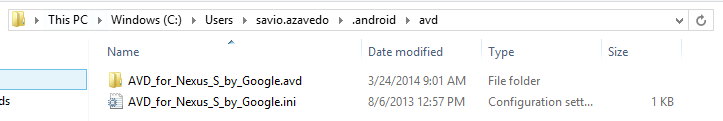 This PC Windows (C:) Users savio.azavedo .android avd
Name Date modified Type Size
AVD_for_Nexus_S_by_Google.avd 3/24/2014 9:01 AM File folder
AVD_for_Nexus_S_by_Google.ini 8/6/2013 12:57 PM Configuration sett... 1 KB
ds